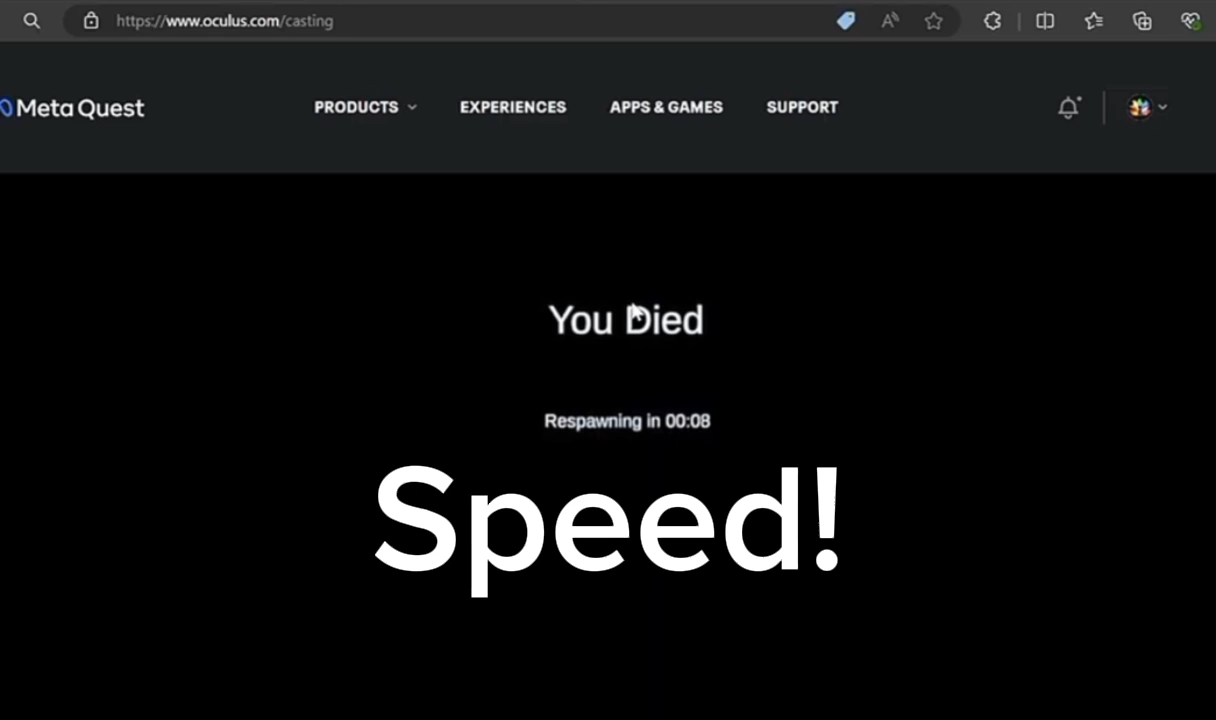 https://www.oculus.com/casting
Meta Quest
PRODUCTS
EXPERIENCES
APPS & GAMES
SUPPORT
You Died
Respawning in 00:08
Speed!